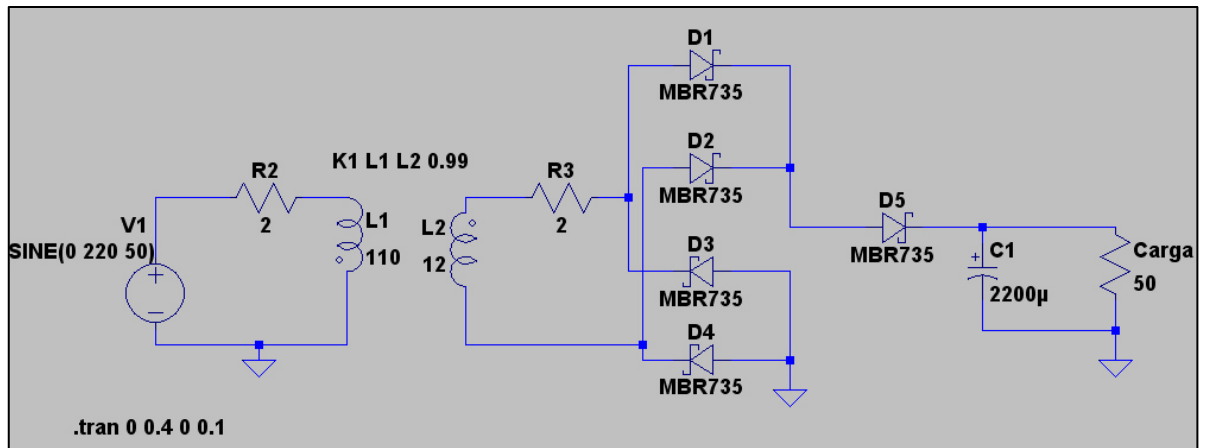 D1
MBR735
D2
MBR735
K1 L1 L2 0.99
R2
2
R3
2
V1
SINE(0 220 50)
L1
110
L2
12
D3
MBR735
D4
MBR735
D5
MBR735
C1
2200µ
Carga
50
.tran 0 0.4 0 0.1